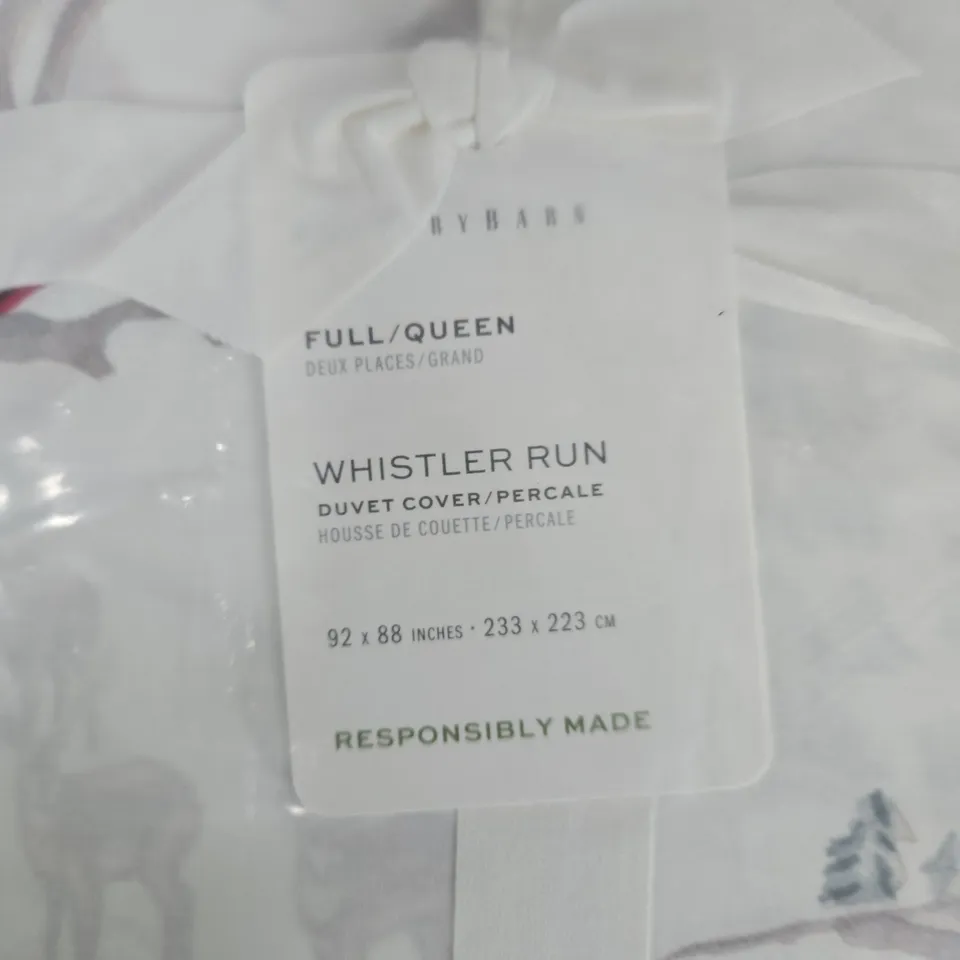 RYBARN
FULL/QUEEN
DEUX PLACES/GRAND
WHISTLER RUN
DUVET COVER/PERCALE
HOUSSE DE COUETTE/PERCALE
92 x 88 INCHES · 233 x 223 CM
RESPONSIBLY MADE